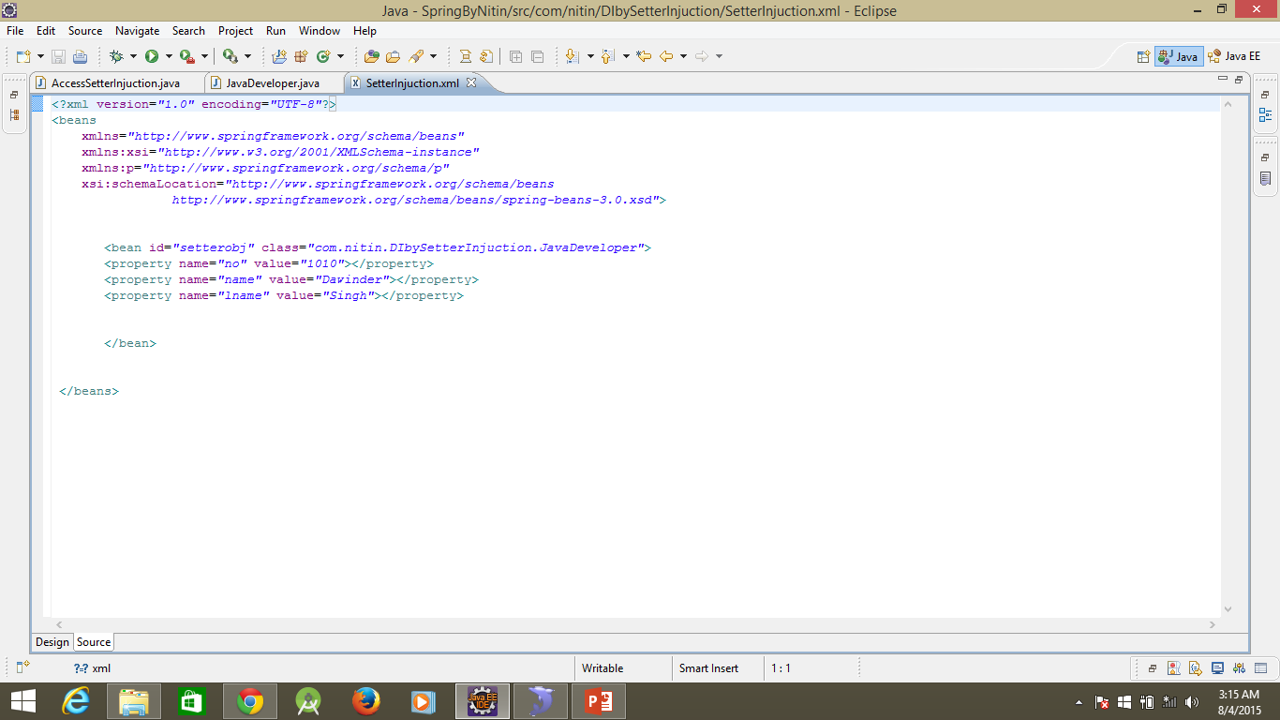 Java - SpringByNitin/src/com/nitin/DIbySetterInjuction/SetterInjuction.xml - Eclipse
File Edit Source Navigate Search Project Run Window Help
Java Java EE
AccessSetterInjuction.java JavaDeveloper.java SetterInjuction.xml
<?xml version="1.0" encoding="UTF-8"?>
<beans
xmlns="http://www.springframework.org/schema/beans"
xmlns:xsi="http://www.w3.org/2001/XMLSchema-instance"
xmlns:p="http://www.springframework.org/schema/p"
xsi:schemaLocation="http://www.springframework.org/schema/beans
http://www.springframework.org/schema/beans/spring-beans-3.0.xsd">
<bean id="setterobj" class="com.nitin.DIbySetterInjuction.JavaDeveloper">
<property name="no" value="1010"></property>
<property name="name" value="Davinder"></property>
<property name="lname" value="Singh"></property>
</bean>
</beans>
Design Source
?=? xml Writable Smart Insert 1 : 1
Java EE IDE
3:15 AM
8/4/2015